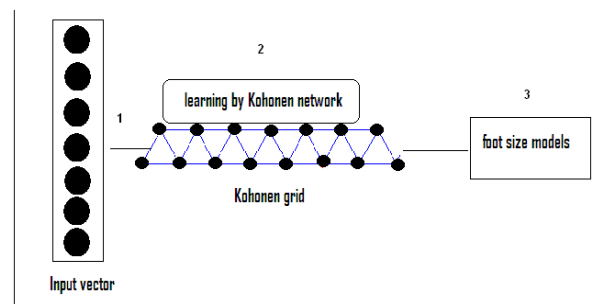 2
1
learning by Kohonen network
3
foot size models
Kohonen grid
Input vector